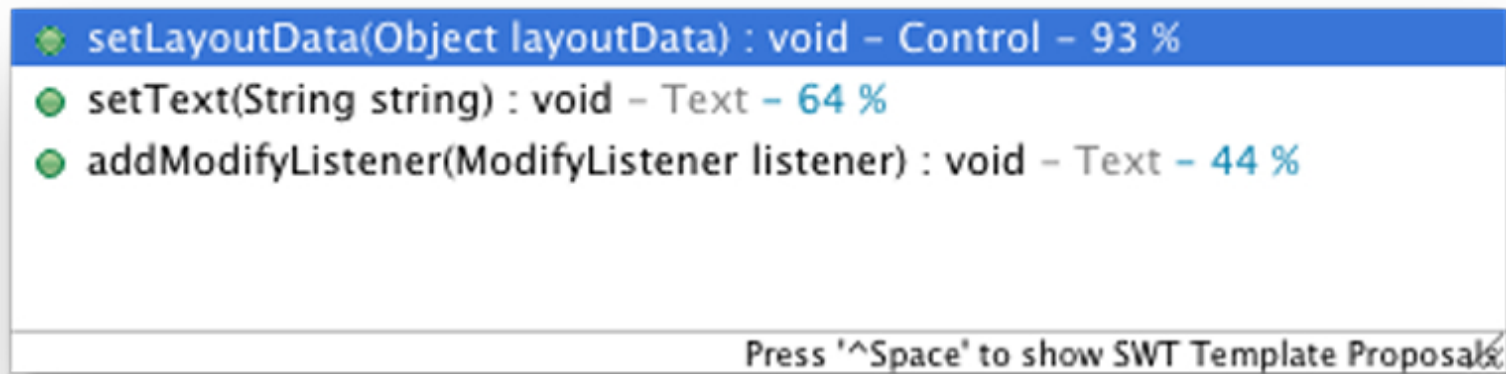 setLayoutData(Object layoutData) : void – Control – 93 %
setText(String string) : void – Text – 64 %
addModifyListener(ModifyListener listener) : void – Text – 44 %
Press '^Space' to show SWT Template Proposals